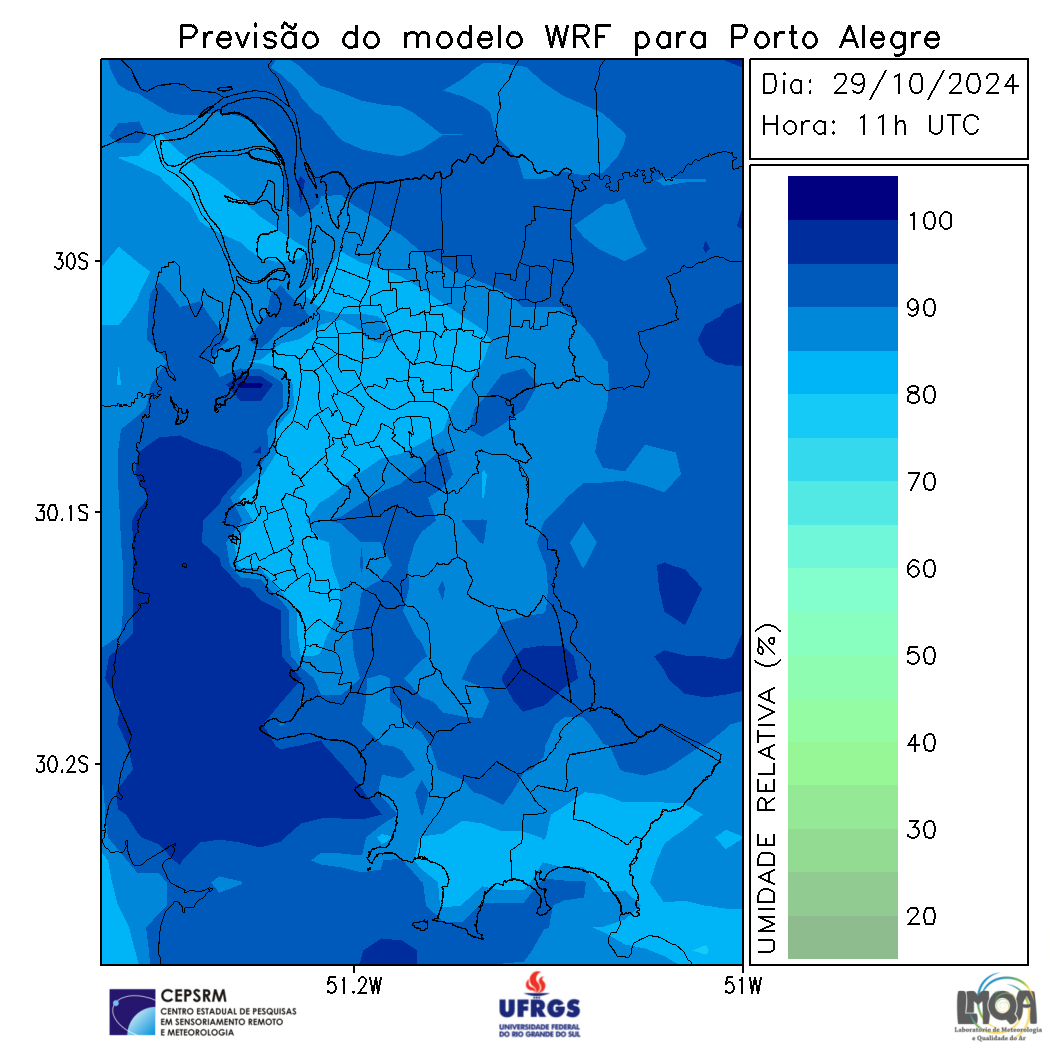 Previsão do modelo WRF para Porto Alegre
Dia: 29/10/2024
Hora: 11h UTC
30S
30.1S
30.2S
51.2W
51W
UMIDADE RELATIVA (%)
100
90
80
70
60
50
40
30
20
CEPSRM
CENTRO ESTADUAL DE PESQUISAS
EM SENSORIAMENTO REMOTO
E METEOROLOGIA
UFRGS
UNIVERSIDADE FEDERAL
DO RIO GRANDE DO SUL
LMQA
Laboratório de Meteorologia
e Qualidade do Ar